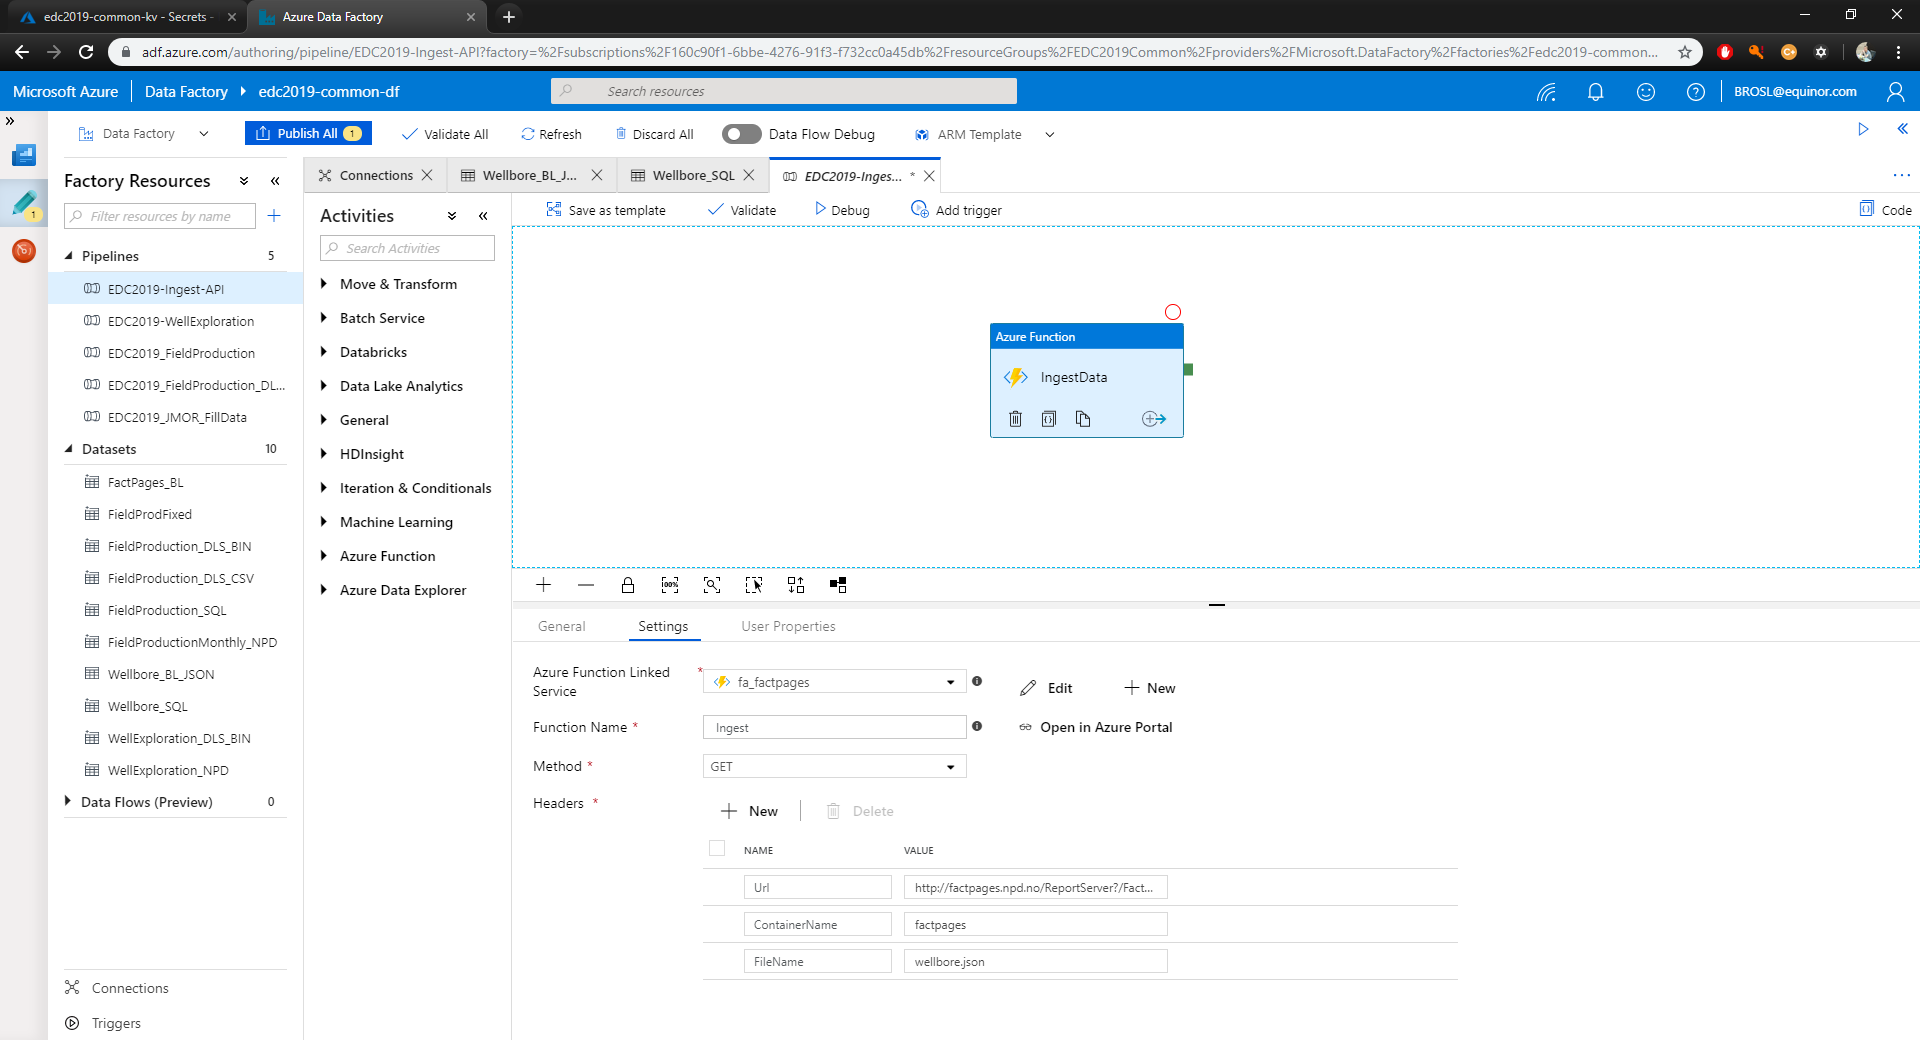 edc2019-common-kv - Secrets -
Azure Data Factory
adf.azure.com/authoring/pipeline/EDC2019-Ingest-API?factory=%2Fsubscriptions%2F160c90f1-6bbe-4276-91f3-f732cc0a45db%2FresourceGroups%2FEDC2019Common%2Fproviders%2FMicrosoft.DataFactory%2Ffactories%2Fedc2019-common...
Microsoft Azure Data Factory edc2019-common-df Search resources BROSL@equinor.com
Data Factory Publish All 1 Validate All Refresh Discard All Data Flow Debug ARM Template
Factory Resources
Filter resources by name
1
Pipelines 5
EDC2019-Ingest-API
EDC2019-WellExploration
EDC2019_FieldProduction
EDC2019_FieldProduction_DL...
EDC2019_JMOR_FillData
Datasets 10
FactPages_BL
FieldProdFixed
FieldProduction_DLS_BIN
FieldProduction_DLS_CSV
FieldProduction_SQL
FieldProductionMonthly_NPD
Wellbore_BL_JSON
Wellbore_SQL
WellExploration_DLS_BIN
WellExploration_NPD
Data Flows (Preview) 0
Connections
Triggers
Connections Wellbore_BL_J... Wellbore_SQL EDC2019-Inges... *
Activities
Search Activities
Move & Transform
Batch Service
Databricks
Data Lake Analytics
General
HDInsight
Iteration & Conditionals
Machine Learning
Azure Function
Azure Data Explorer
Save as template Validate Debug Add trigger Code
Azure Function
IngestData
100%
General Settings User Properties
Azure Function Linked Service * fa_factpages Edit New
Function Name * Ingest Open in Azure Portal
Method * GET
Headers * New Delete
NAME VALUE
Url http://factpages.npd.no/ReportServer?/Fact...
ContainerName factpages
FileName wellbore.json